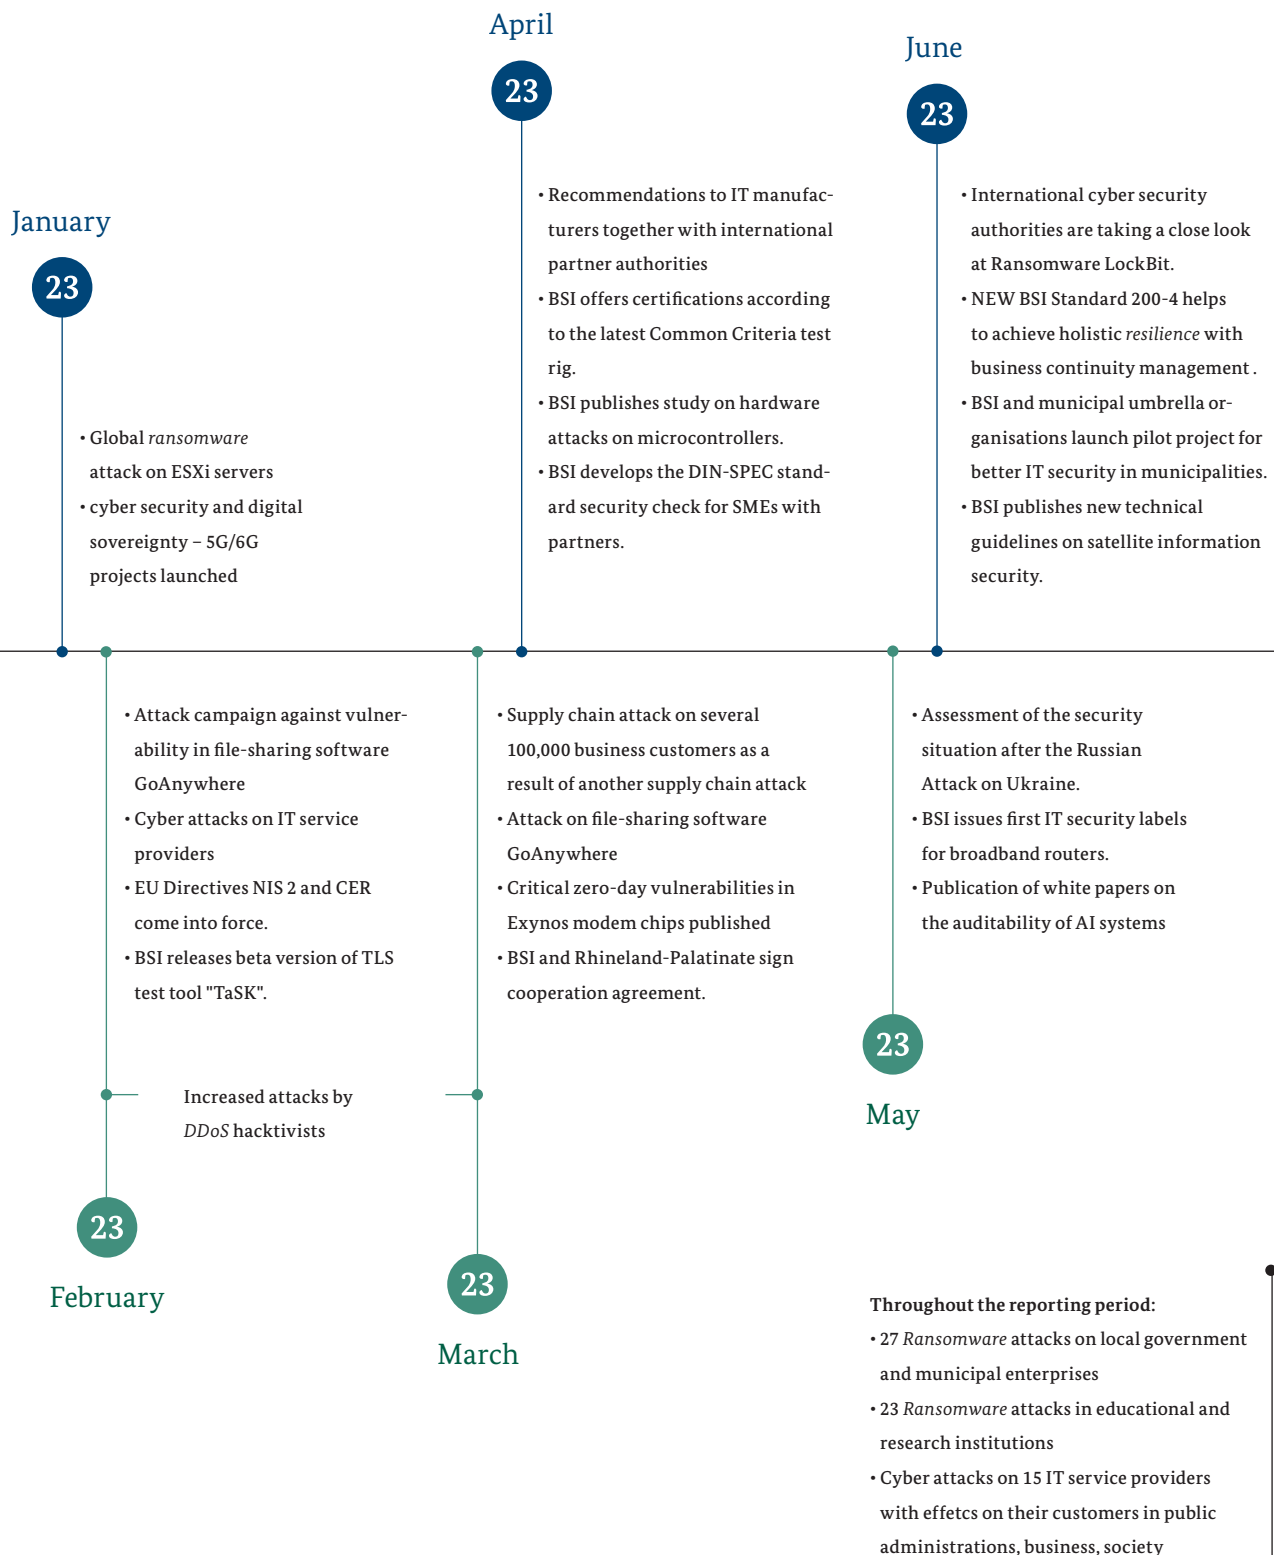 January
23
• Global ransomware
attack on ESXi servers
• cyber security and digital
sovereignty – 5G/6G
projects launched
April
23
• Recommendations to IT manufac-
turers together with international
partner authorities
• BSI offers certifications according
to the latest Common Criteria test
rig.
• BSI publishes study on hardware
attacks on microcontrollers.
• BSI develops the DIN-SPEC stand-
ard security check for SMEs with
partners.
June
23
• International cyber security
authorities are taking a close look
at Ransomware LockBit.
• NEW BSI Standard 200-4 helps
to achieve holistic resilience with
business continuity management .
• BSI and municipal umbrella or-
ganisations launch pilot project for
better IT security in municipalities.
• BSI publishes new technical
guidelines on satellite information
security.
• Attack campaign against vulner-
ability in file-sharing software
GoAnywhere
• Cyber attacks on IT service
providers
• EU Directives NIS 2 and CER
come into force.
• BSI releases beta version of TLS
test tool "TaSK".
Increased attacks by
DDoS hacktivists
23
February
• Supply chain attack on several
100,000 business customers as a
result of another supply chain attack
• Attack on file-sharing software
GoAnywhere
• Critical zero-day vulnerabilities in
Exynos modem chips published
• BSI and Rhineland-Palatinate sign
cooperation agreement.
23
March
• Assessment of the security
situation after the Russian
Attack on Ukraine.
• BSI issues first IT security labels
for broadband routers.
• Publication of white papers on
the auditability of AI systems
23
May
Throughout the reporting period:
• 27 Ransomware attacks on local government
and municipal enterprises
• 23 Ransomware attacks in educational and
research institutions
• Cyber attacks on 15 IT service providers
with effetcs on their customers in public
administrations, business, society